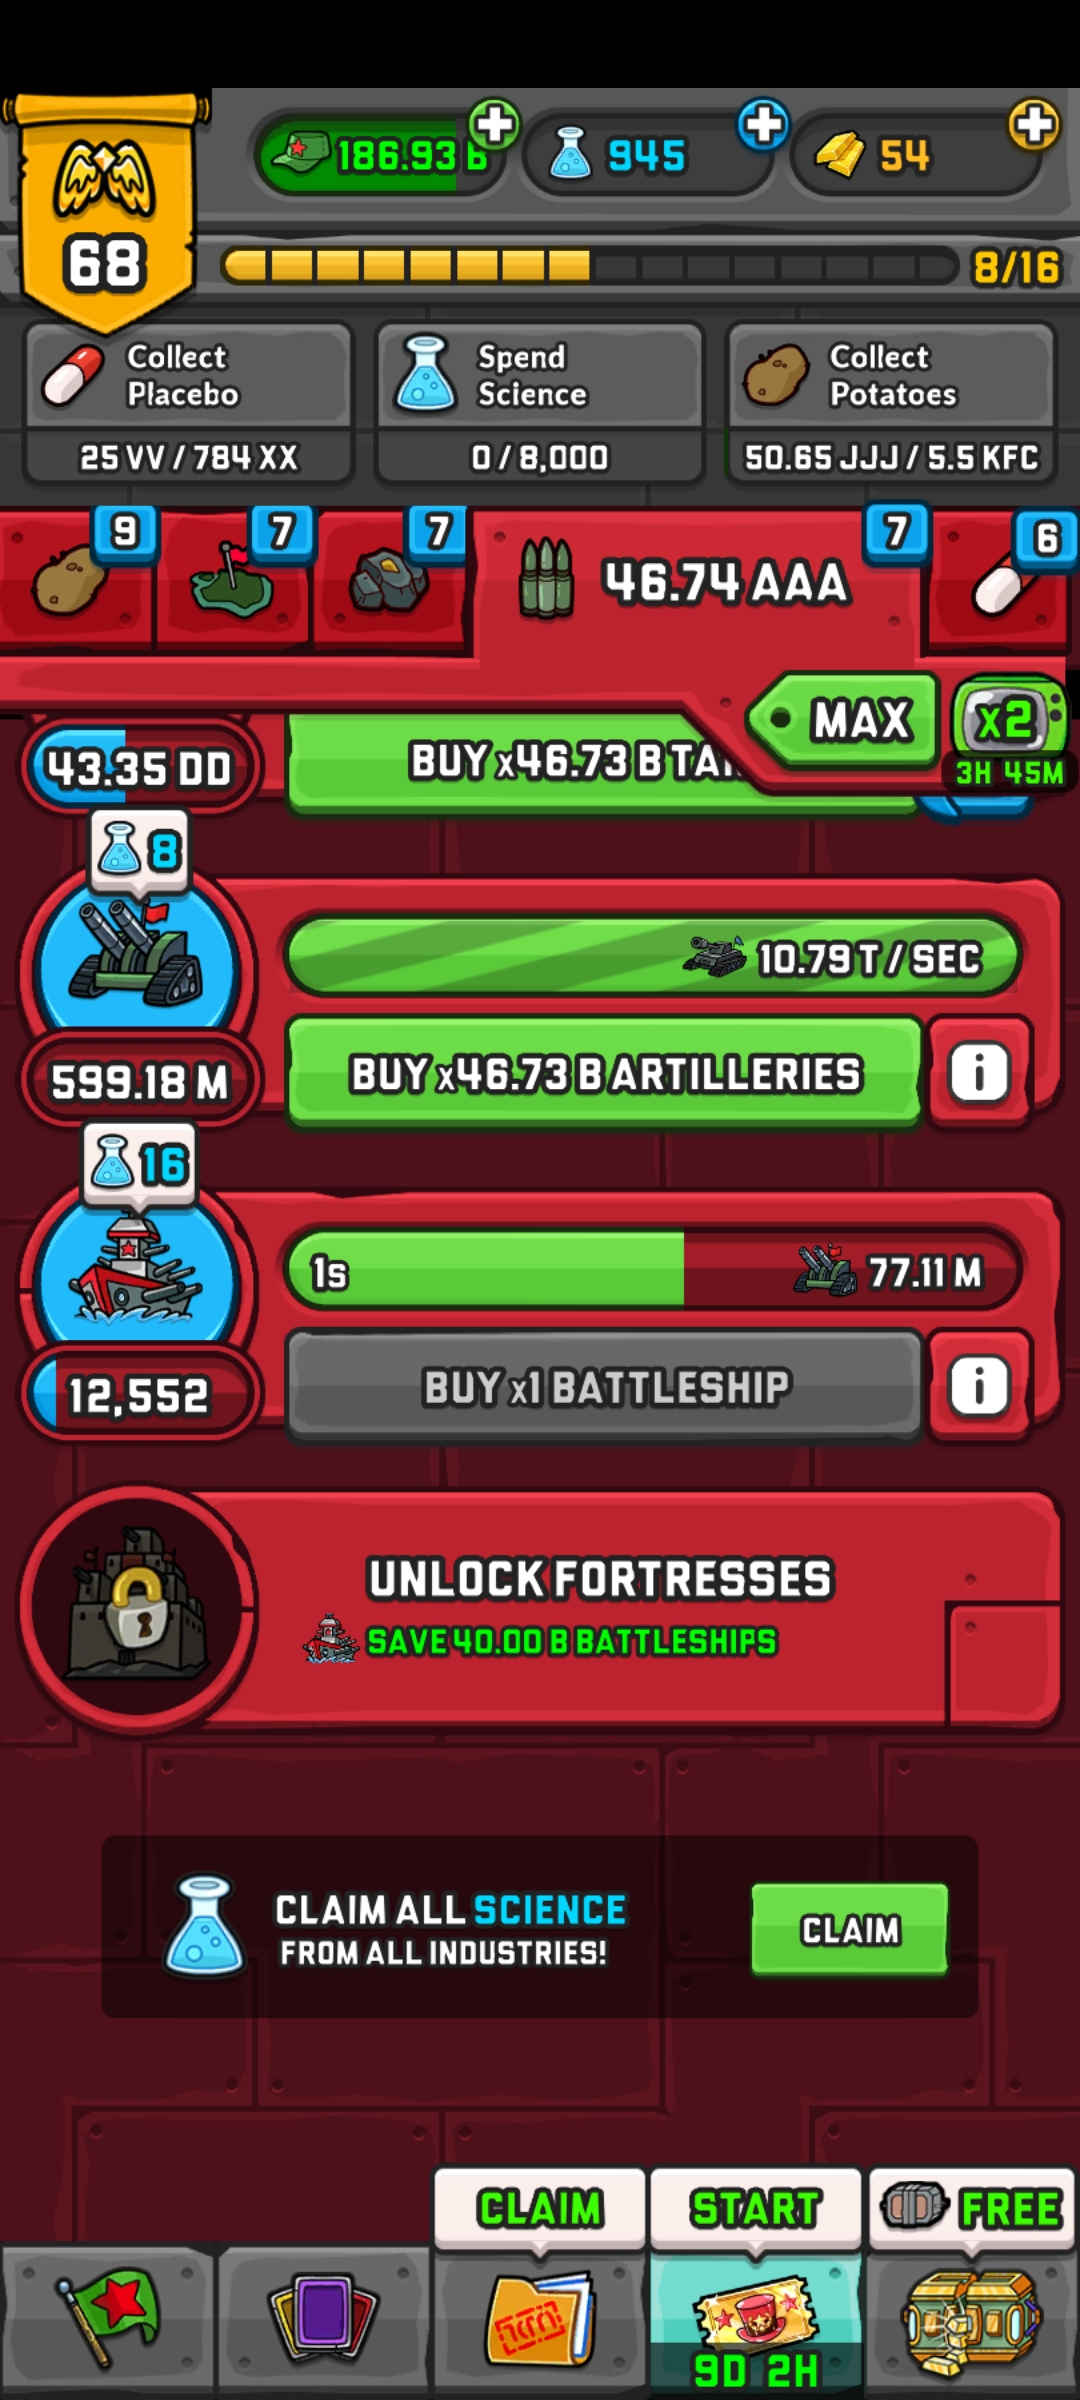 186.93 B
945
54
68
8/16
Collect
Placebo
25 VV / 784 XX
Spend
Science
0 / 8,000
Collect
Potatoes
50.65 JJJ / 5.5 KFC
9
7
7
46.74 AAA
7
6
MAX
x2
3H 45M
43.35 DD
BUY x46.73 B
8
10.79 T / SEC
599.18 M
BUY x46.73 B ARTILLERIES
i
16
1s
77.11 M
12,552
BUY x1 BATTLESHIP
i
UNLOCK FORTRESSES
SAVE 40.00 B BATTLESHIPS
CLAIM ALL SCIENCE
FROM ALL INDUSTRIES!
CLAIM
CLAIM
START
FREE
9D 2H